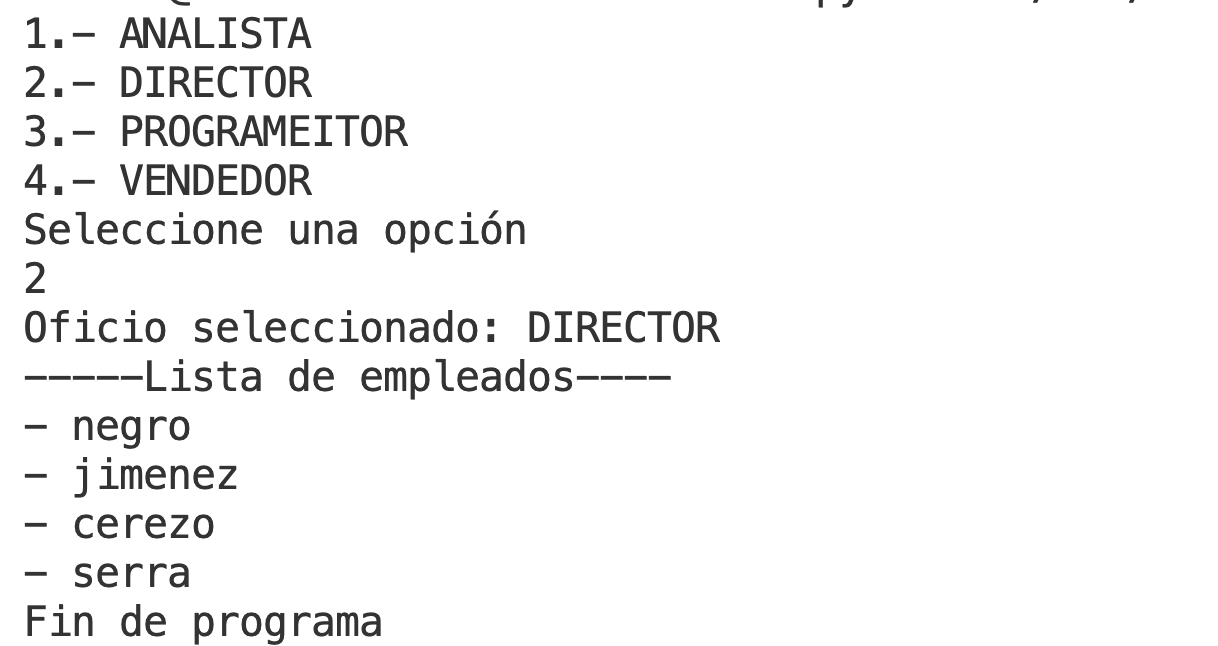 1.- ANALISTA
2.- DIRECTOR
3.- PROGRAMEITOR
4.- VENDEDOR
Seleccione una opción
2
Oficio seleccionado: DIRECTOR
-----Lista de empleados----
- negro
- jimenez
- cerezo
- serra
Fin de programa